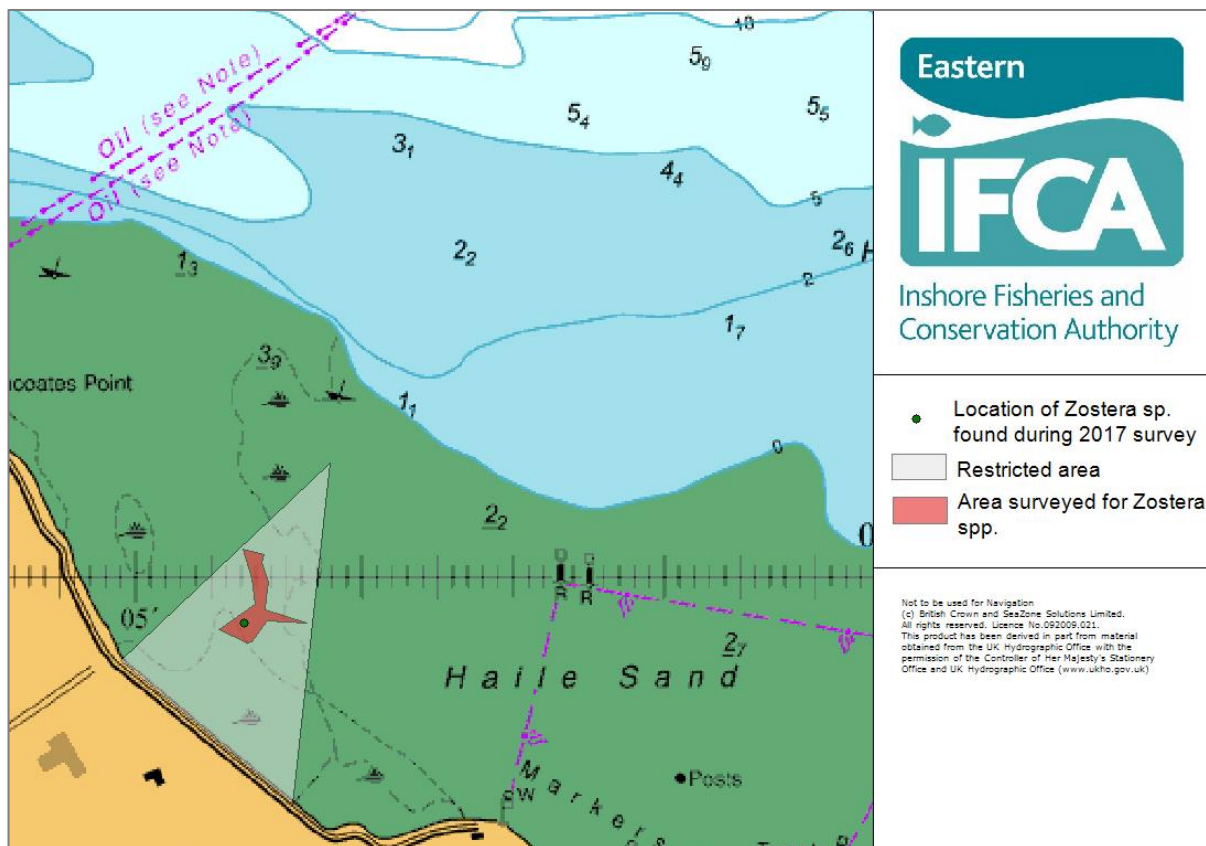 Oil (see Note)
Oil (see Note)
10
5₉
5₅
5₄
3₁
4₄
5
2₆
2₂
2
1₃
1₇
3₉
coates Point
1₁
0
2₂
0
05'
R
R
2₇
Haile Sand
Posts
Markers
Eastern
IFCA
Inshore Fisheries and
Conservation Authority
Location of Zostera sp.
found during 2017 survey
Restricted area
Area surveyed for Zostera
spp.
Not to be used for Navigation
(c) British Crown and SeaZone Solutions Limited.
All rights reserved. Licence No.092009.021.
This product has been derived in part from material
obtained from the UK Hydrographic Office with the
permission of the Controller of Her Majesty's Stationery
Office and UK Hydrographic Office (www.ukho.gov.uk)